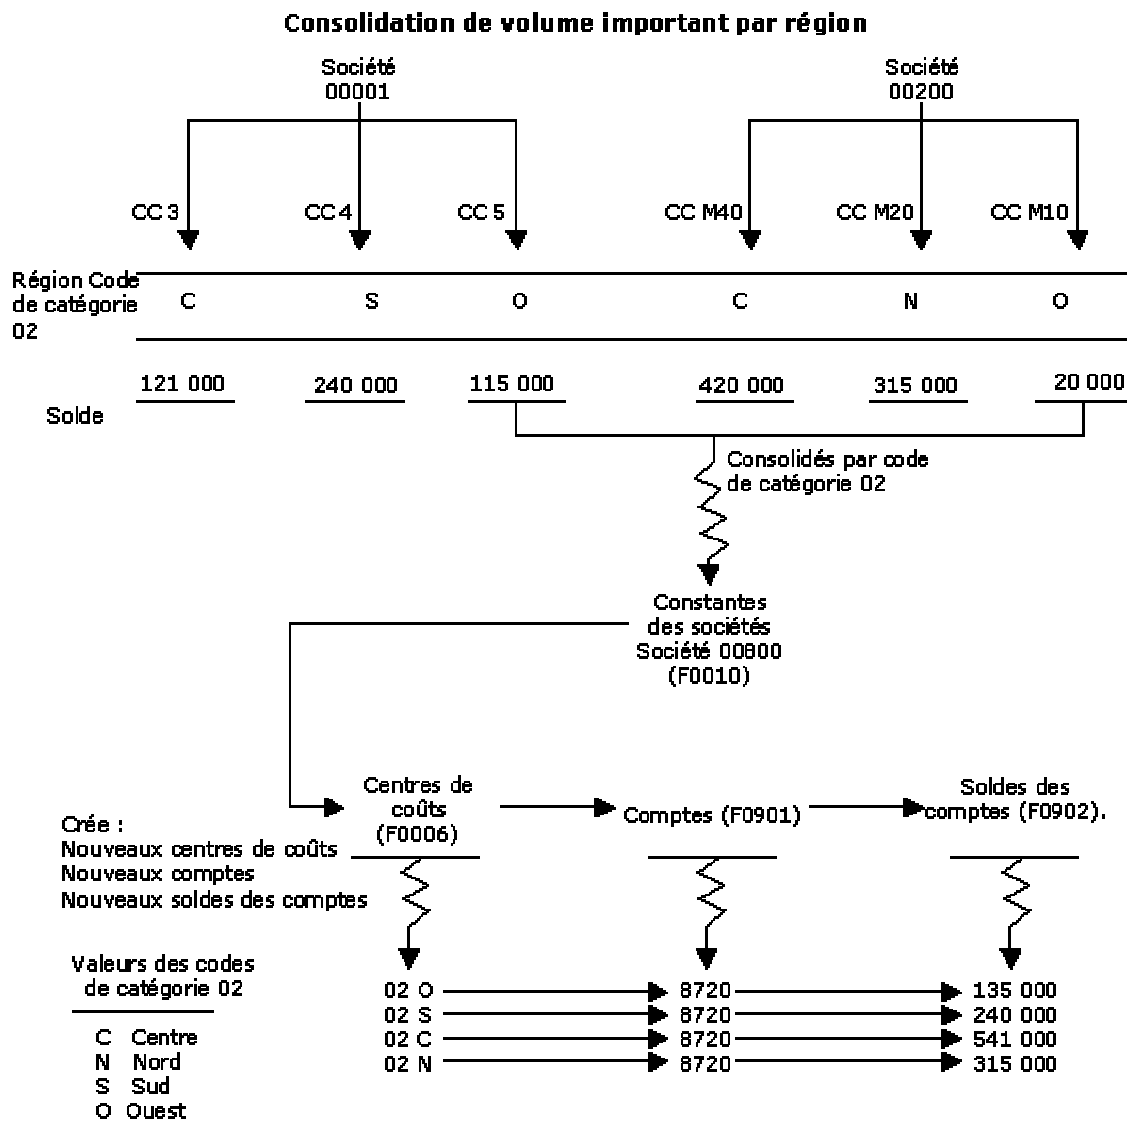 Consolidation de volume important par région
Société
00001
Société
00200
CC 3
CC 4
CC 5
CC M40
CC M20
CC M10
Région Code
de catégorie
02
C
S
O
C
N
O
121 000
240 000
115 000
420 000
315 000
20 000
Solde
Consolidés par code
de catégorie 02
Constantes
des sociétés
Société 00800
(F0010)
Centres de
coûts
(F0006)
Comptes (F0901)
Soldes des
comptes (F0902).
Crée :
Nouveaux centres de coûts
Nouveaux comptes
Nouveaux soldes des comptes
Valeurs des codes
de catégorie 02
C Centre
N Nord
S Sud
O Ouest
02 O 8720 135 000
02 S 8720 240 000
02 C 8720 541 000
02 N 8720 315 000